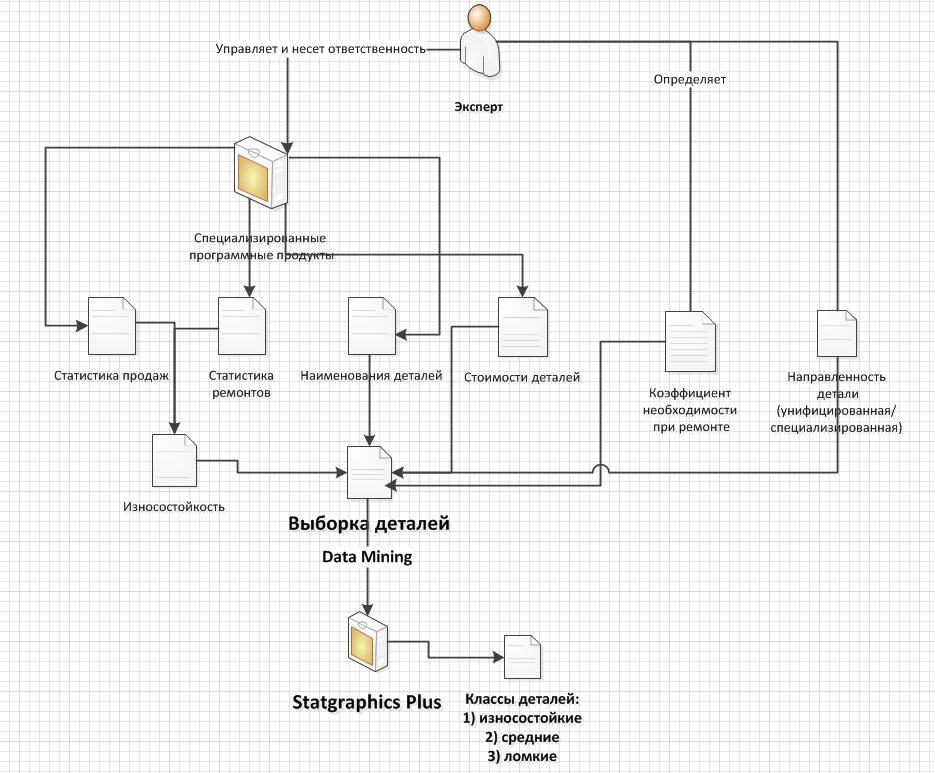 Управляет и несет ответственность
Определяет
Эксперт
Специализированные
программные продукты
Статистика продаж
Статистика
ремонтов
Наименования деталей
Стоимости деталей
Коэффициент
необходимости
при ремонте
Направленность
детали
(унифицированная/
специализированная)
Износостойкость
Выборка деталей
Data Mining
Statgraphics Plus
Классы деталей:
1) износостойкие
2) средние
3) ломкие